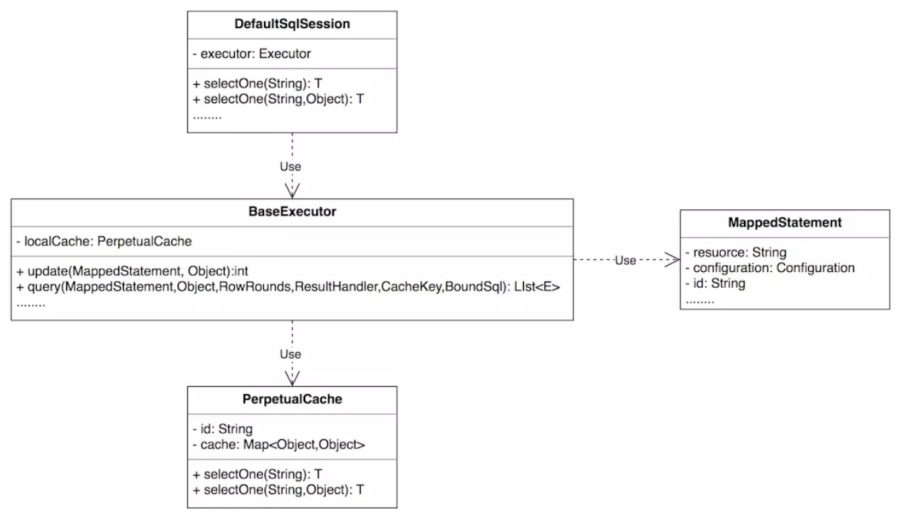 DefaultSqlSession
- executor: Executor
+ selectOne(String): T
+ selectOne(String,Object): T
........
Use
BaseExecutor
- localCache: PerpetualCache
+ update(MappedStatement, Object):int
+ query(MappedStatement,Object,RowRounds,ResultHandler,CacheKey,BoundSql): LIst<E>
........
Use
MappedStatement
- resuorce: String
- configuration: Configuration
- id: String
........
Use
PerpetualCache
- id: String
- cache: Map<Object,Object>
+ selectOne(String): T
+ selectOne(String,Object): T